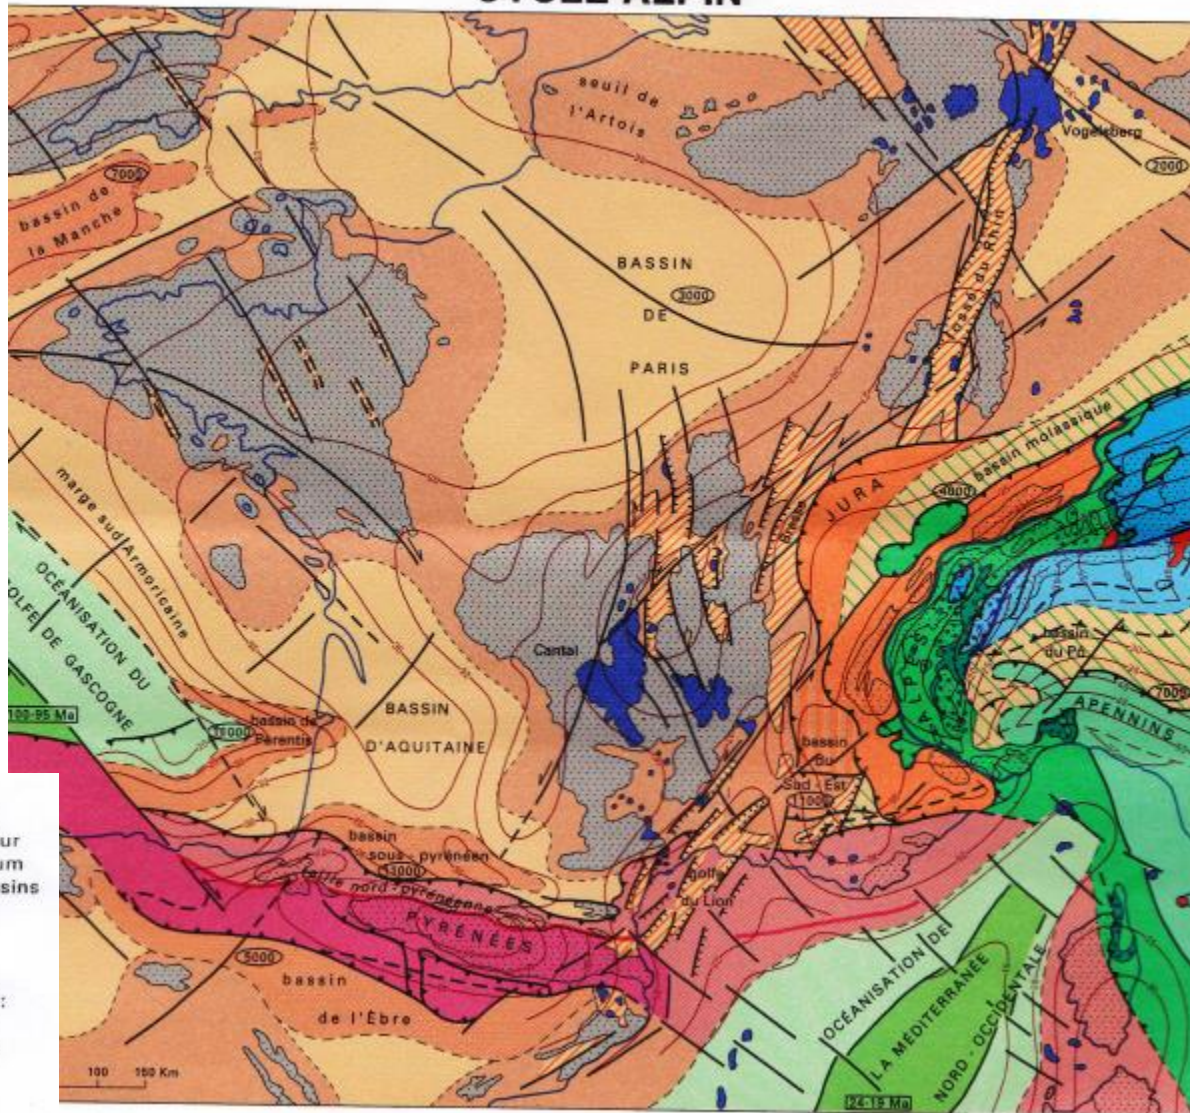 CYCLE ALPIN
seuil de
l'Artois
Vogelsberg
2000
7000
bassin de
la Manche
fossé du Rhin
BASSIN
3000
DE
PARIS
bassin molassique
4000
JURA
Bresse
marge sud Armoricaine
OCÉANISATION DU
GOLFE DE GASCOGNE
100-95 Ma
Cantal
ALPES
bassin
du Pô
7000
APENNINS
BASSIN
D'AQUITAINE
bassin de
Parentis
bassin
du
Sud-Est
11000
bassin
sous-pyrénéen
13000
faille nord-pyrénéenne
PYRÉNÉES
golfe
du Lion
5000
bassin
de l'Èbre
OCÉANISATION DE
LA MÉDITERRANÉE
NORD-OCCIDENTALE
24-19 Ma
ur
um
sins
:
100 150 Km